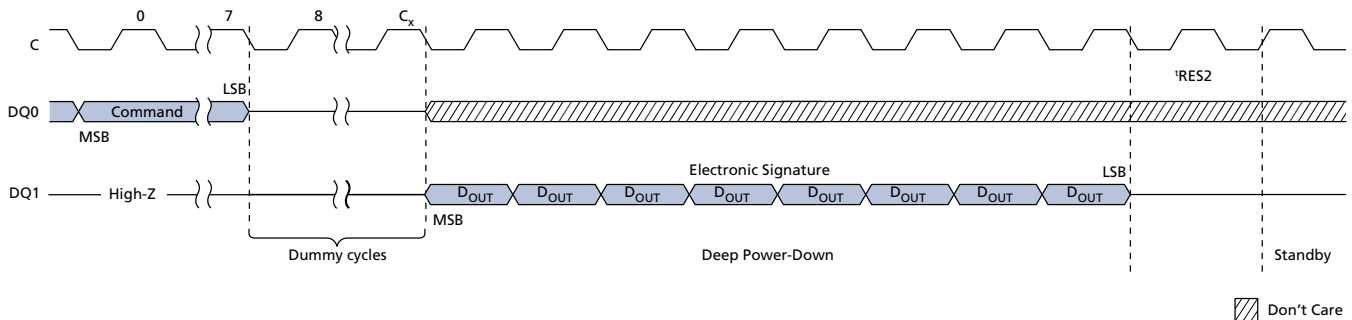 0 7 8 Cx
C
tRES2
LSB
DQ0 Command
MSB
Electronic Signature LSB
DQ1 High-Z DOUT DOUT DOUT DOUT DOUT DOUT DOUT DOUT
MSB
Dummy cycles Deep Power-Down Standby
Don't Care